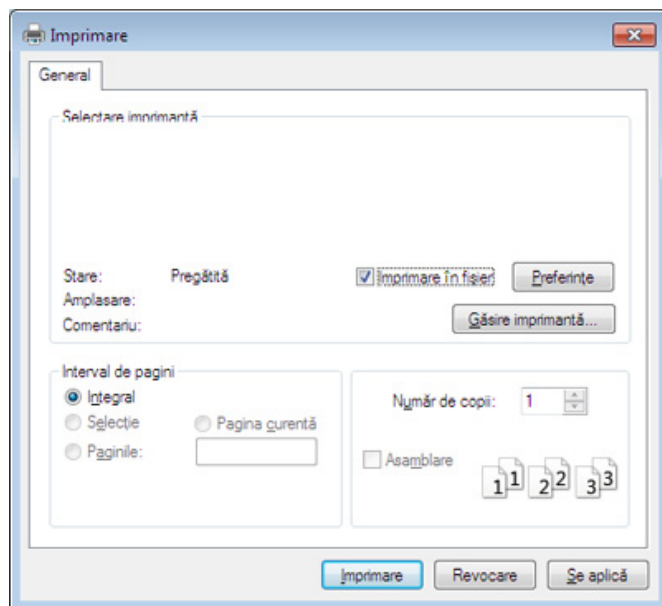 Imprimare
General
Selectare imprimantă
Stare: Pregătită
Imprimare în fișier
Preferințe
Amplasare:
Comentariu:
Găsire imprimantă...
Interval de pagini
Integral
Selecție
Pagina curentă
Paginile:
Număr de copii: 1
Asamblare
1 1 2 2 3 3
Imprimare Revocare Se aplică